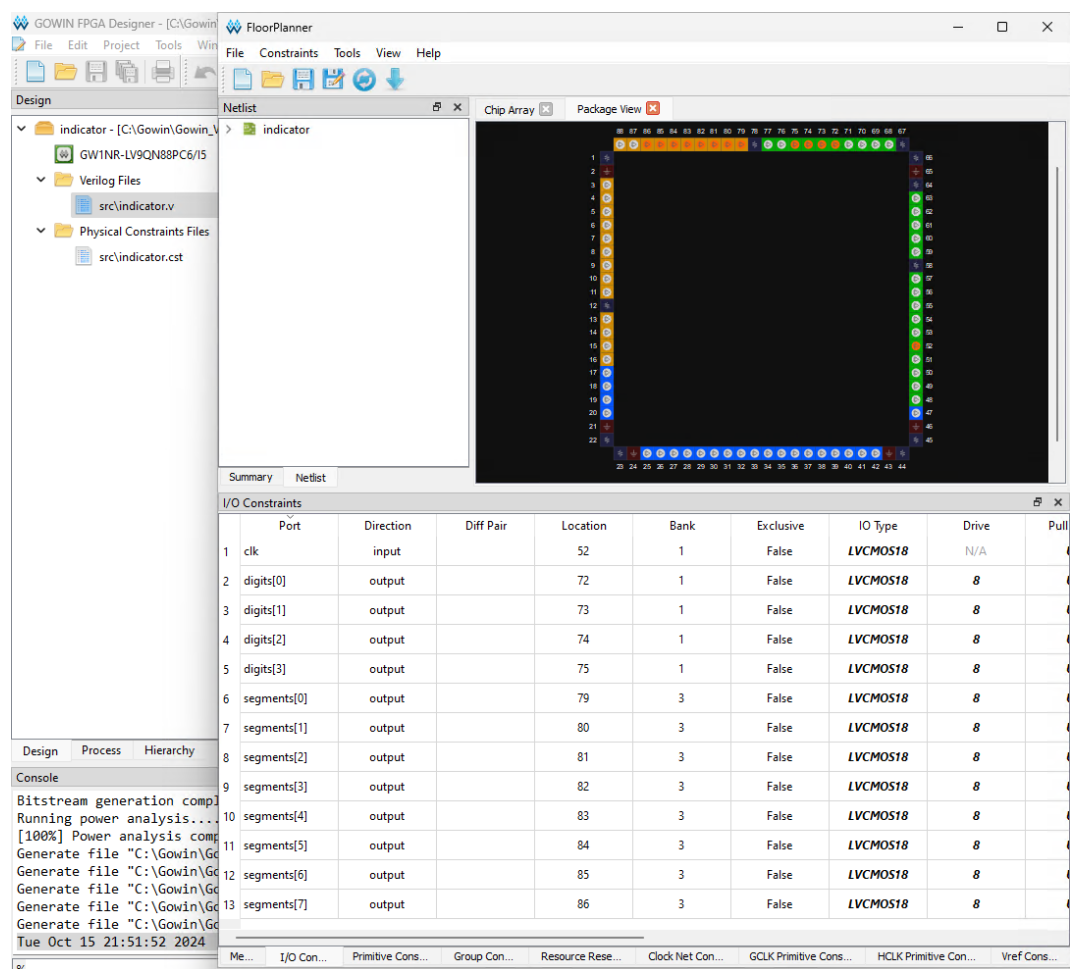 GOWIN FPGA Designer - [C:\Gowin
File Edit Project Tools Win
Design
indicator - [C:\Gowin\Gowin_V
GW1NR-LV9QN88PC6/I5
Verilog Files
src\indicator.v
Physical Constraints Files
src\indicator.cst
Design Process Hierarchy
Console
Bitstream generation compl
Running power analysis....
[100%] Power analysis comp
Generate file "C:\Gowin\Go
Generate file "C:\Gowin\Go
Generate file "C:\Gowin\Go
Generate file "C:\Gowin\Go
Generate file "C:\Gowin\Go
Tue Oct 15 21:51:52 2024
%
FloorPlanner
File Constraints Tools View Help
Netlist
indicator
Summary Netlist
Chip Array Package View
88 87 86 85 84 83 82 81 80 79 78 77 76 75 74 73 72 71 70 69 68 67
1 66
2 65
3 64
4 63
5 62
6 61
7 60
8 59
9 58
10 57
11 56
12 55
13 54
14 53
15 52
16 51
17 50
18 49
19 48
20 47
21 46
22 45
23 24 25 26 27 28 29 30 31 32 33 34 35 36 37 38 39 40 41 42 43 44
I/O Constraints
Port Direction Diff Pair Location Bank Exclusive IO Type Drive Pull
1 clk input 52 1 False LVCMOS18 N/A
2 digits[0] output 72 1 False LVCMOS18 8
3 digits[1] output 73 1 False LVCMOS18 8
4 digits[2] output 74 1 False LVCMOS18 8
5 digits[3] output 75 1 False LVCMOS18 8
6 segments[0] output 79 3 False LVCMOS18 8
7 segments[1] output 80 3 False LVCMOS18 8
8 segments[2] output 81 3 False LVCMOS18 8
9 segments[3] output 82 3 False LVCMOS18 8
10 segments[4] output 83 3 False LVCMOS18 8
11 segments[5] output 84 3 False LVCMOS18 8
12 segments[6] output 85 3 False LVCMOS18 8
13 segments[7] output 86 3 False LVCMOS18 8
Me... I/O Con... Primitive Cons... Group Con... Resource Rese... Clock Net Con... GCLK Primitive Cons... HCLK Primitive Con... Vref Cons...